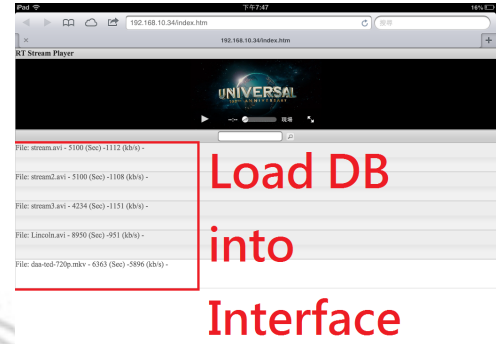 iPad 下午7:47 16%
192.168.10.34/index.htm
192.168.10.34/index.htm
RT Stream Player
UNIVERSAL
100TH ANNIVERSARY
--:-- 現場
File: stream.avi - 5100 (Sec) -1112 (kb/s) -
File: stream2.avi - 5100 (Sec) -1108 (kb/s) -
File: stream3.avi - 4234 (Sec) -1151 (kb/s) -
File: Lincoln.avi - 8950 (Sec) -951 (kb/s) -
File: daa-ted-720p.mkv - 6363 (Sec) -5896 (kb/s) -
Load DB
into
Interface